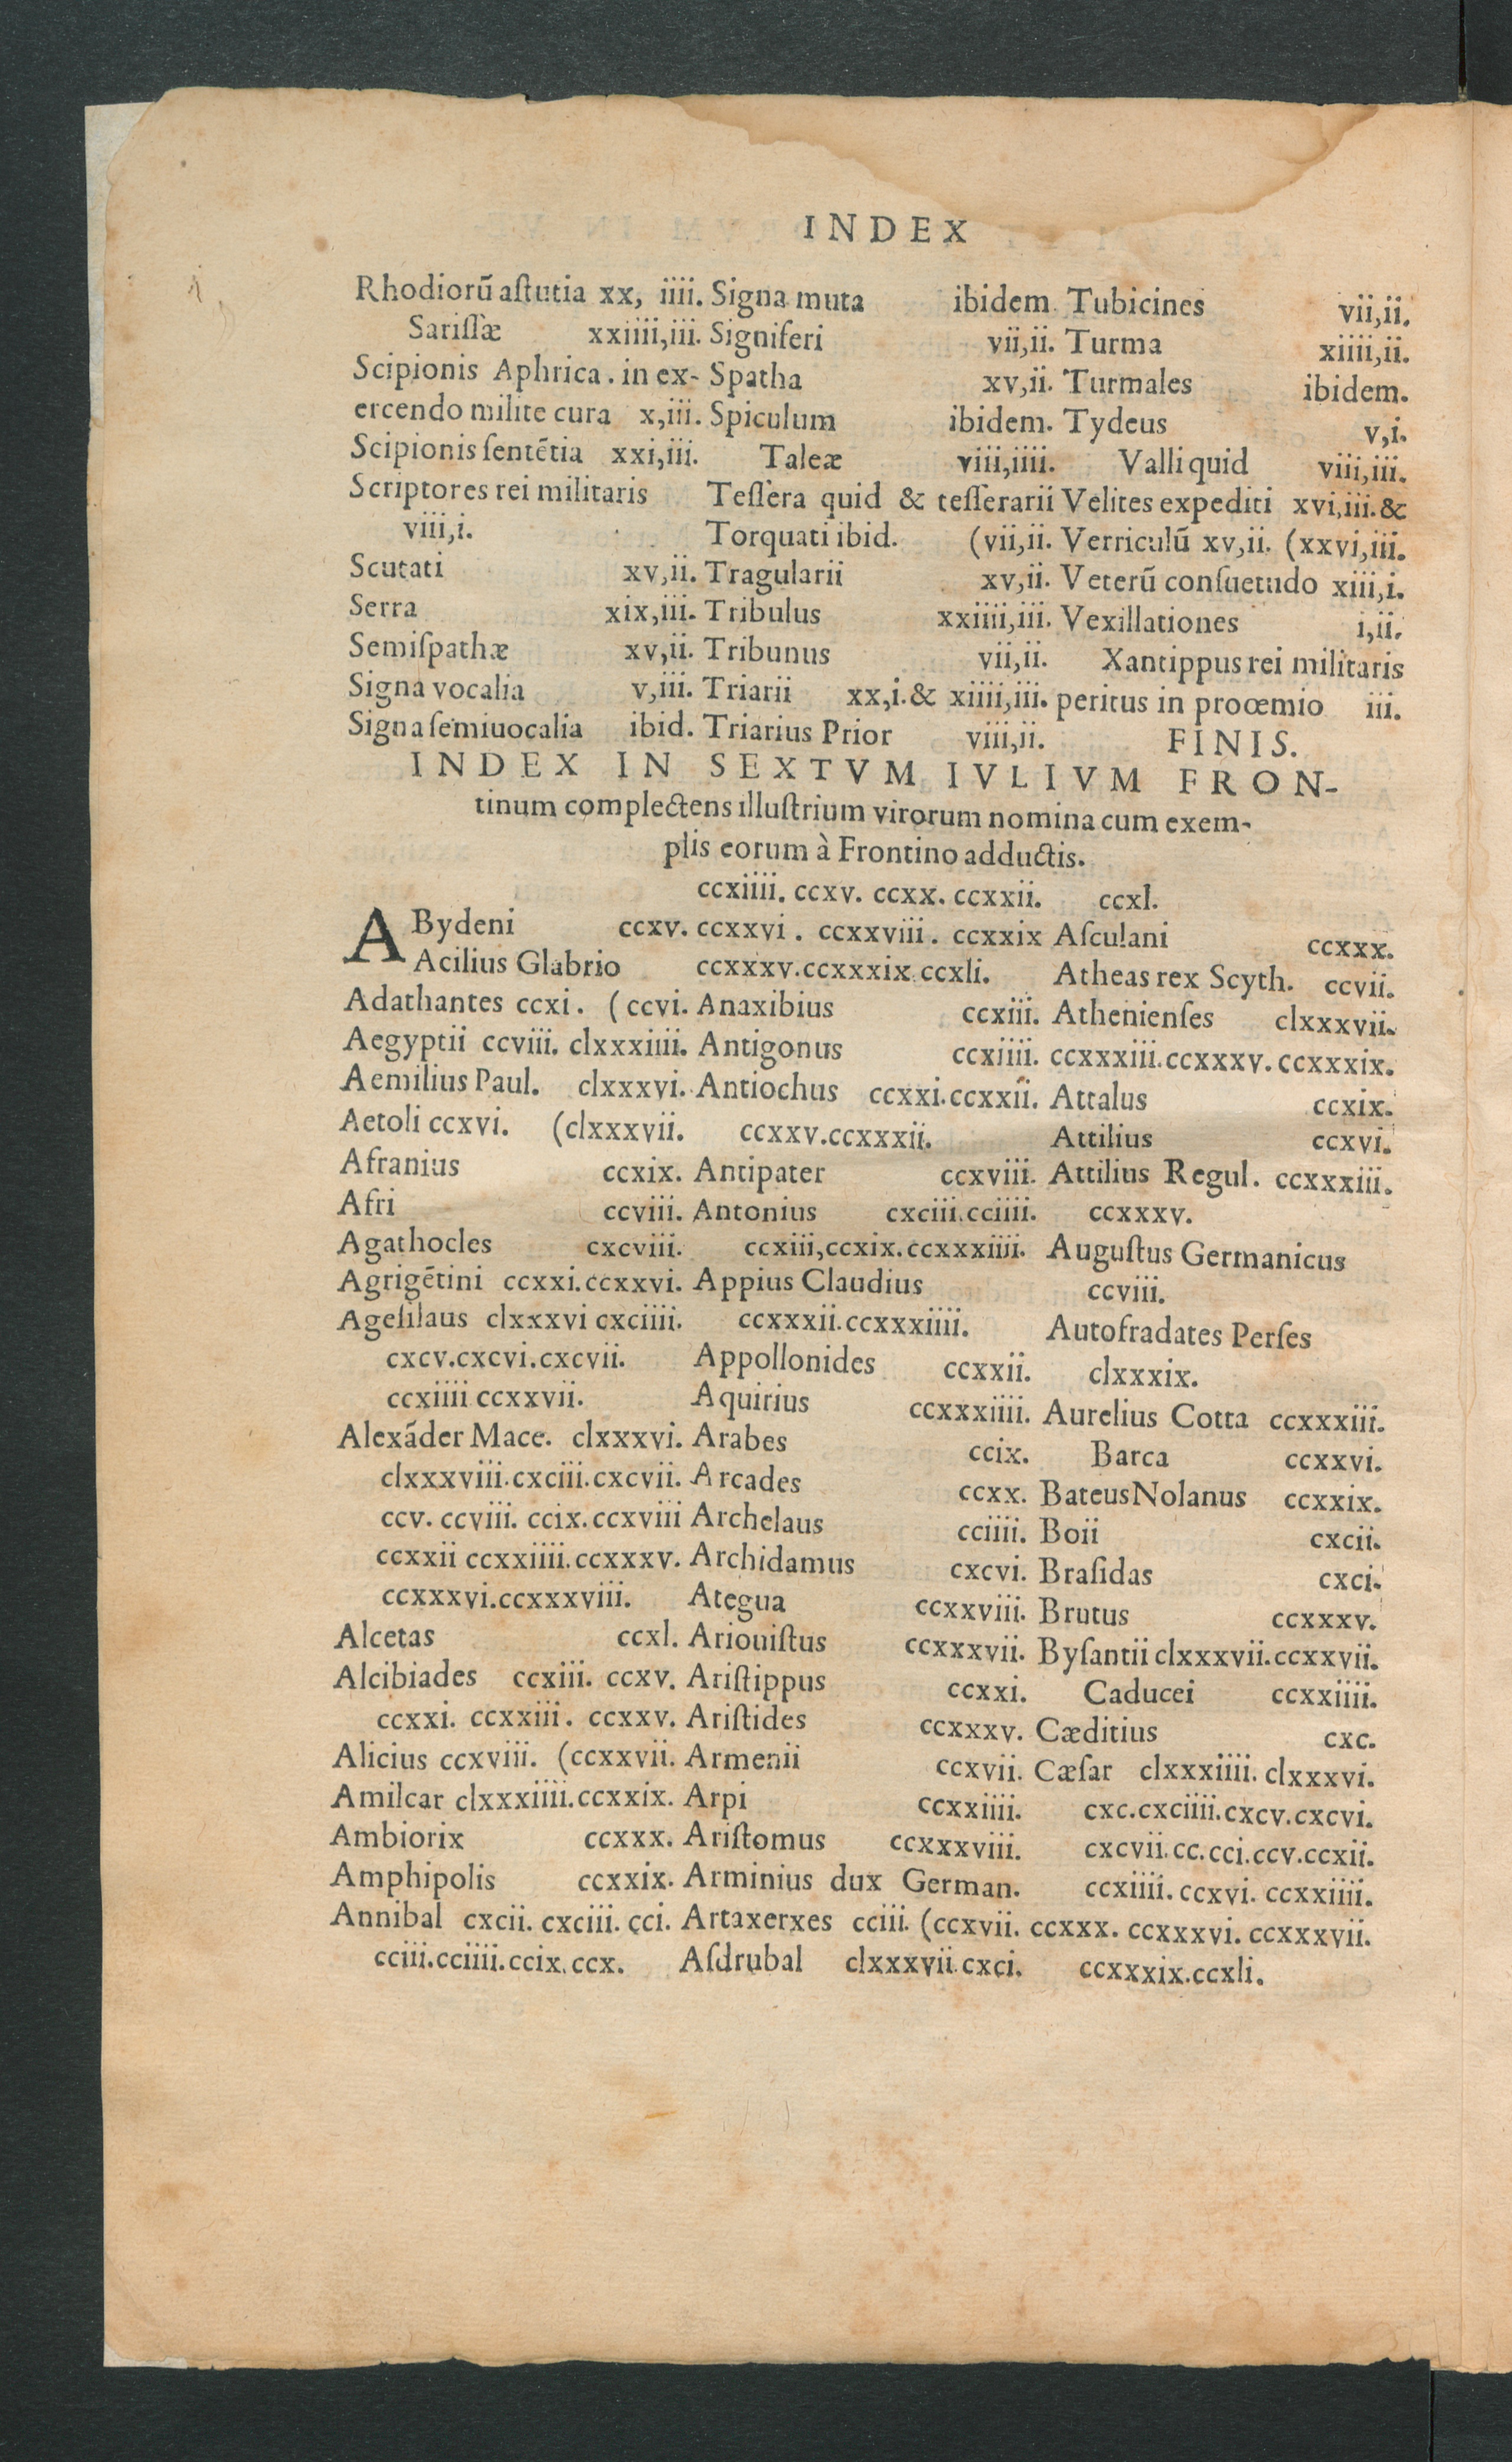 INDEX
Rhodiorũ aſtutia xx, iiii.
Sariſſæ xxiiii,iii.
Scipionis Aphrica. in ex-
ercendo milite cura x,iii.
Scipionis ſentẽtia xxi,iii.
Scriptores rei militaris
viii,i.
Scutati xv,ii.
Serra xix,iii.
Semiſpathæ xv,ii.
Signa vocalia v,iii.
Signa ſemiuocalia ibid.
Signa muta ibidem.
Signiferi vii,ii.
Spatha xv,ii.
Spiculum ibidem.
Taleæ viii,iiii.
Teſſera quid & teſſerarii
Torquati ibid. (vii,ii.
Tragularii xv,ii.
Tribulus xxiiii,iii.
Tribunus vii,ii.
Triarii xx,i.& xiiii,iii.
Triarius Prior viii,ii.
Tubicines vii,ii.
Turma xiiii,ii.
Turmales ibidem.
Tydeus v,i.
Valli quid viii,iii.
Velites expediti xvi,iii.&
Verriculũ xv,ii. (xxvi,iii.
Veterũ conſuetudo xiii,i.
Vexillationes i,ii.
Xantippus rei militaris
peritus in proœmio iii.
FINIS.
INDEX IN SEXTVM IVLIVM FRON-
tinum complectens illuſtrium virorum nomina cum exem-
plis eorum à Frontino adductis.
ABydeni ccxv.
Acilius Glabrio
Adathantes ccxi. (ccvi.
Aegyptii ccviii. clxxxiiii.
Aemilius Paul. clxxxvi.
Aetoli ccxvi. (clxxxvii.
Afranius ccxix.
Afri ccviii.
Agathocles cxcviii.
Agrigẽtini ccxxi.ccxxvi.
Ageſilaus clxxxvi cxciiii.
cxcv.cxcvi.cxcvii.
ccxiiii ccxxvii.
Alexãder Mace. clxxxvi.
clxxxviii.cxciii.cxcvii.
ccv. ccviii. ccix.ccxviii
ccxxii ccxxiiii.ccxxxv.
ccxxxvi.ccxxxviii.
Alcetas ccxl.
Alcibiades ccxiii. ccxv.
ccxxi. ccxxiii. ccxxv.
Alicius ccxviii. (ccxxvii.
Amilcar clxxxiiii.ccxxix.
Ambiorix ccxxx.
Amphipolis ccxxix.
Annibal cxcii. cxciii. cci.
cciii.cciiii.ccix.ccx.
ccxiiii. ccxv. ccxx. ccxxii.
ccxxvi. ccxxviii. ccxxix
ccxxxv.ccxxxix.ccxli.
Anaxibius ccxiii.
Antigonus ccxiiii.
Antiochus ccxxi.ccxxii.
ccxxv.ccxxxii.
Antipater ccxviii.
Antonius cxciii.cciiii.
ccxiii,ccxix.ccxxxiiii.
Appius Claudius
ccxxxii.ccxxxiiii.
Appollonides ccxxii.
Aquirius ccxxxiiii.
Arabes ccix.
Arcades ccxx.
Archelaus cciiii.
Archidamus cxcvi.
Ategua ccxxviii.
Ariouiſtus ccxxxvii.
Ariſtippus ccxxi.
Ariſtides ccxxxv.
Armenii ccxvii.
Arpi ccxxiiii.
Ariſtomus ccxxxviii.
Arminius dux German.
Artaxerxes cciii. (ccxvii.
Aſdrubal clxxxvii.cxci.
ccxl.
Aſculani ccxxx.
Atheas rex Scyth. ccvii.
Athenienſes clxxxvii.
ccxxxiii.ccxxxv.ccxxxix.
Attalus ccxix.
Attilius ccxvi.
Attilius Regul. ccxxxiii.
ccxxxv.
Auguſtus Germanicus
ccviii.
Autofradates Perſes
clxxxix.
Aurelius Cotta ccxxxiii.
Barca ccxxvi.
Bateus Nolanus ccxxix.
Boii cxcii.
Braſidas cxci.
Brutus ccxxxv.
Byſantii clxxxvii.ccxxvii.
Caducei ccxxiiii.
Cæditius cxc.
Cæſar clxxxiiii. clxxxvi.
cxc.cxciiii.cxcv.cxcvi.
cxcvii.cc.cci.ccv.ccxii.
ccxiiii.ccxvi. ccxxiiii.
ccxxx. ccxxxvi. ccxxxvii.
ccxxxix.ccxli.